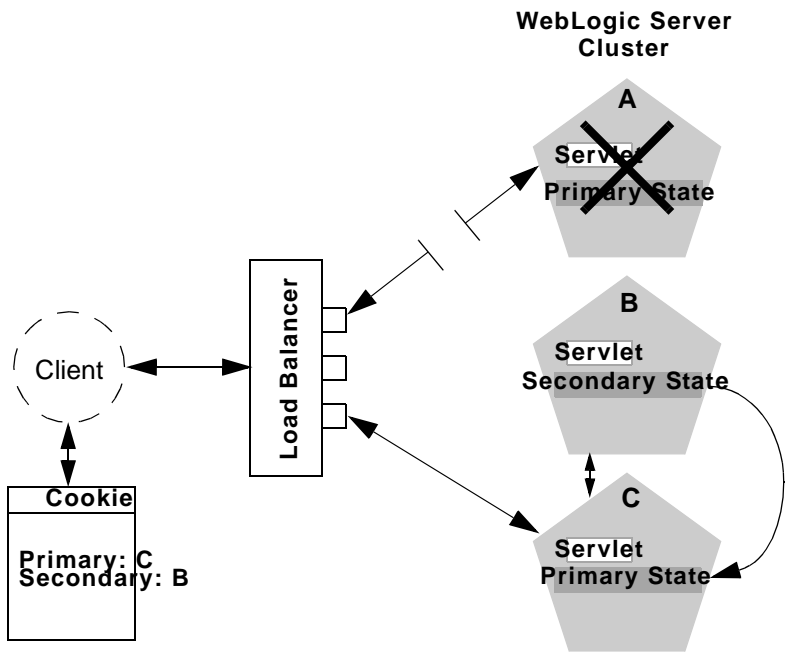 WebLogic Server
Cluster
A
Servlet
Primary State
B
Servlet
Secondary State
Load Balancer
Client
C
Servlet
Primary State
Cookie
Primary: C
Secondary: B